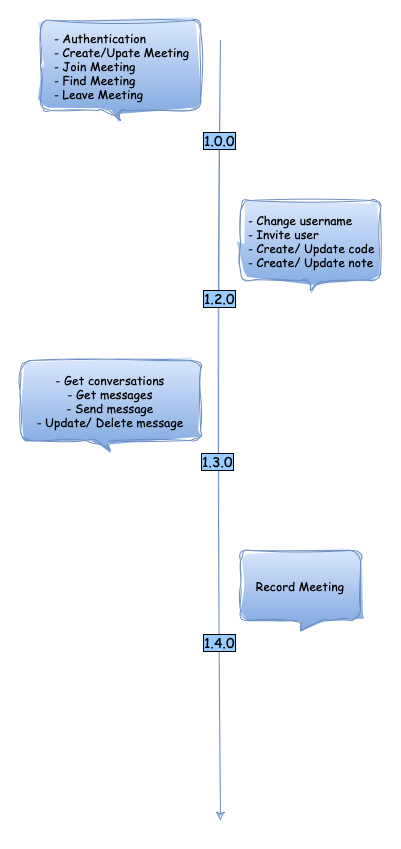 - Authentication
- Create/Upate Meeting
- Join Meeting
- Find Meeting
- Leave Meeting
1.0.0
- Change username
- Invite user
- Create/ Update code
- Create/ Update note
1.2.0
- Get conversations
- Get messages
- Send message
- Update/ Delete message
1.3.0
Record Meeting
1.4.0